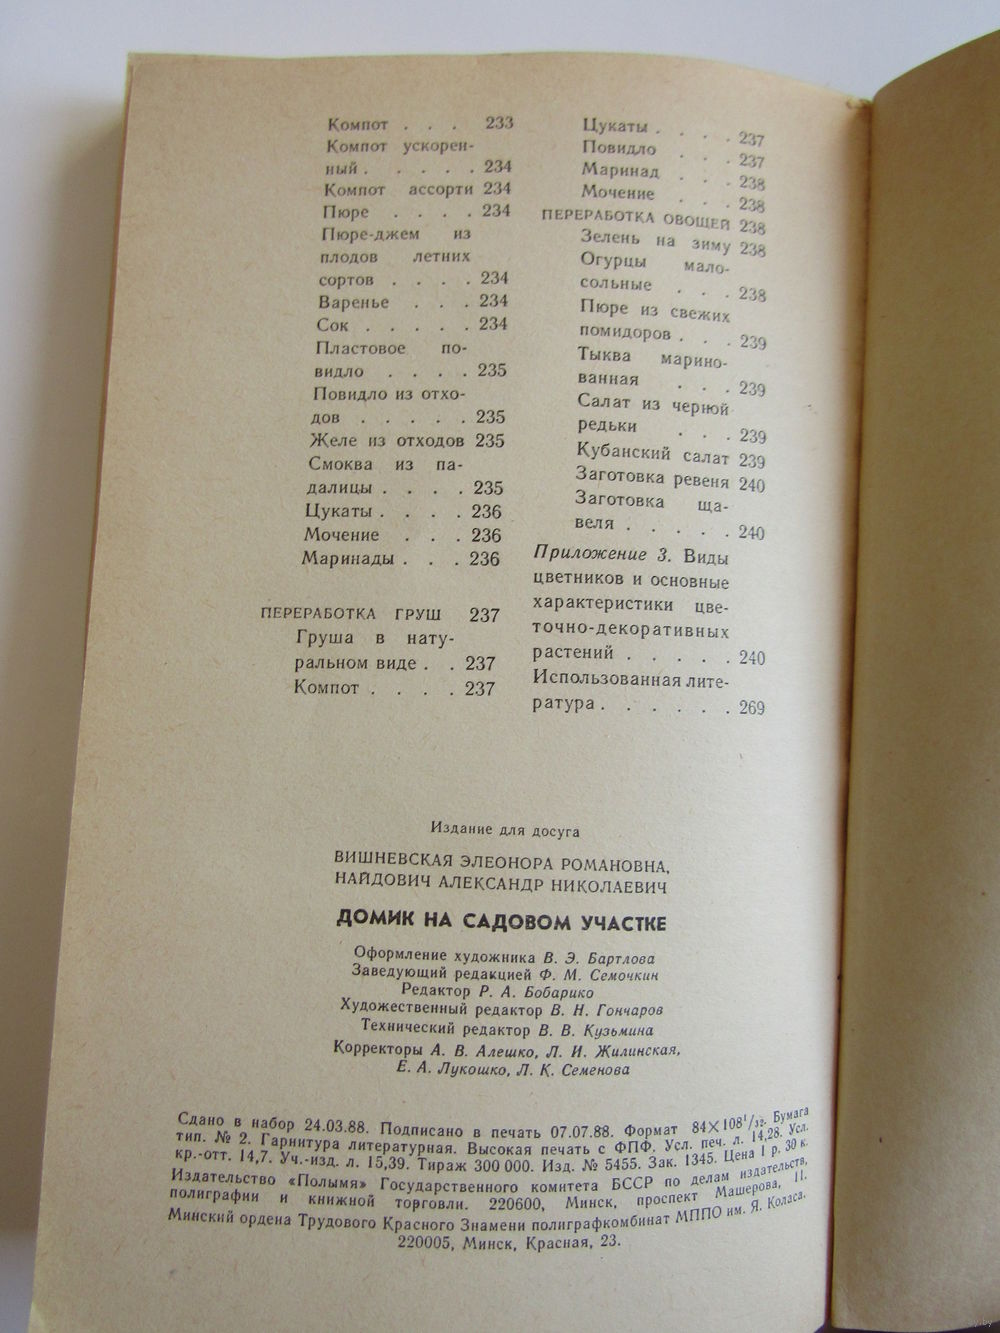 Компот . . . 233
Компот ускорен-
ный . . . . . 234
Компот ассорти 234
Пюре . . . . 234
Пюре-джем из
плодов летних
сортов . . . . 234
Варенье . . . 234
Сок . . . . . 234
Пластовое по-
видло . . . . 235
Повидло из отхо-
дов . . . . . 235
Желе из отходов 235
Смоква из па-
далицы . . . . 235
Цукаты . . . . 236
Мочение . . . 236
Маринады . . . 236
ПЕРЕРАБОТКА ГРУШ 237
Груша в нату-
ральном виде . . 237
Компот . . . . 237
Цукаты . . . . 237
Повидло . . . 237
Маринад . . . 238
Мочение . . . 238
ПЕРЕРАБОТКА ОВОЩЕЙ 238
Зелень на зиму 238
Огурцы мало-
сольные . . . 238
Пюре из свежих
помидоров . . . 239
Тыква марино-
ванная . . . 239
Салат из черной
редьки . . . 239
Кубанский салат 239
Заготовка ревеня 240
Заготовка ща-
веля . . . . . 240
Приложение 3. Виды
цветников и основные
характеристики цве-
точно-декоративных
растений . . . . . 240
Использованная лите-
ратура . . . . . . 269
Издание для досуга
ВИШНЕВСКАЯ ЭЛЕОНОРА РОМАНОВНА,
НАЙДОВИЧ АЛЕКСАНДР НИКОЛАЕВИЧ
ДОМИК НА САДОВОМ УЧАСТКЕ
Оформление художника В. Э. Бартлова
Заведующий редакцией Ф. М. Семочкин
Редактор Р. А. Бобарико
Художественный редактор В. Н. Гончаров
Технический редактор В. В. Кузьмина
Корректоры А. В. Алешко, Л. И. Жилинская,
Е. А. Лукошко, Л. К. Семенова
Сдано в набор 24.03.88. Подписано в печать 07.07.88. Формат 84×108¹/₃₂. Бумага
тип. № 2. Гарнитура литературная. Высокая печать с ФПФ. Усл. печ. л. 14,28. Усл.
кр.-отт. 14,7. Уч.-изд. л. 15,39. Тираж 300 000. Изд. № 5455. Зак. 1345. Цена 1 р. 30 к.
Издательство «Полымя» Государственного комитета БССР по делам издательств,
полиграфии и книжной торговли. 220600, Минск, проспект Машерова, 11.
Минский ордена Трудового Красного Знамени полиграфкомбинат МППО им. Я. Коласа.
220005, Минск, Красная, 23.